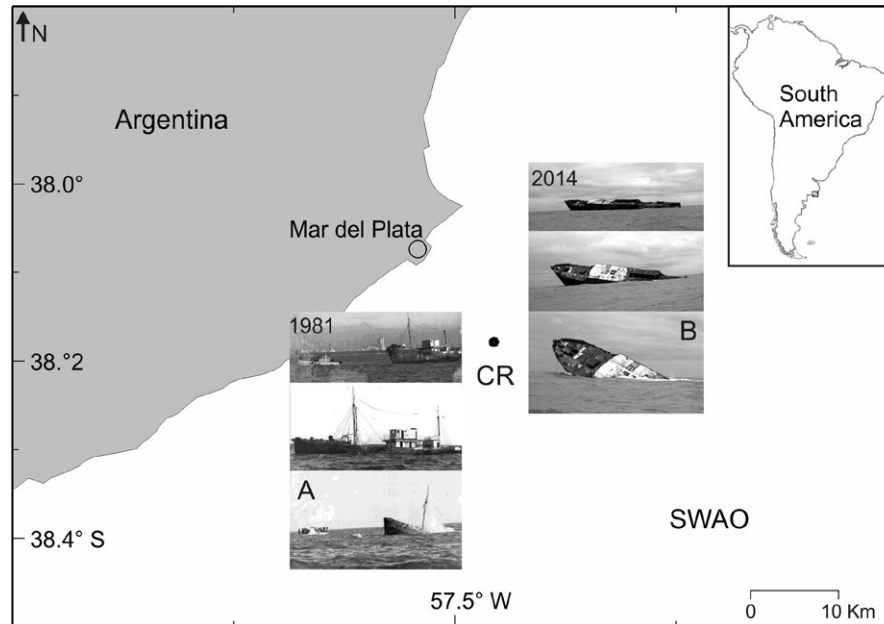 N
Argentina
South
America
38.0°
2014
Mar del Plata
1981
B
38.°2
CR
A
SWAO
38.4° S
57.5° W
0 10 Km